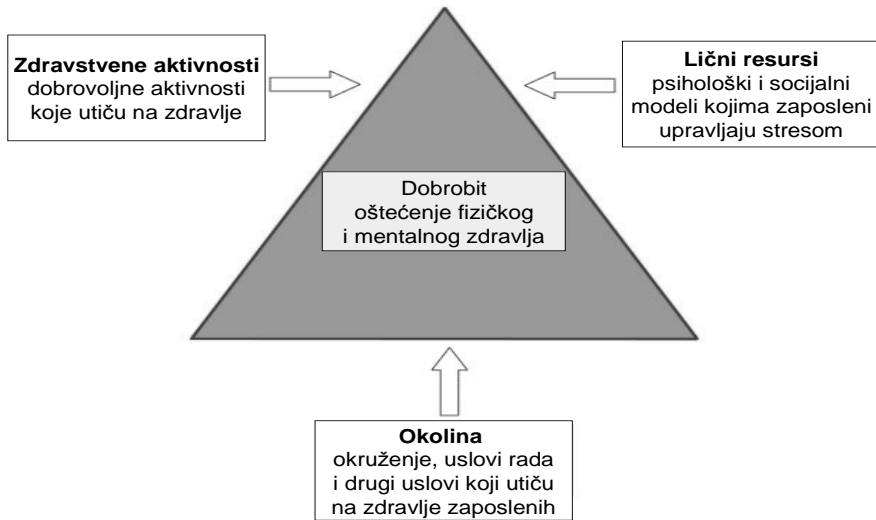 Zdravstvene aktivnosti
dobrovoljne aktivnosti
koje utiču na zdravlje
Lični resursi
psihološki i socijalni
modeli kojima zaposleni
upravljaju stresom
Dobrobit
oštećenje fizičkog
i mentalnog zdravlja
Okolina
okruženje, uslovi rada
i drugi uslovi koji utiču
na zdravlje zaposlenih